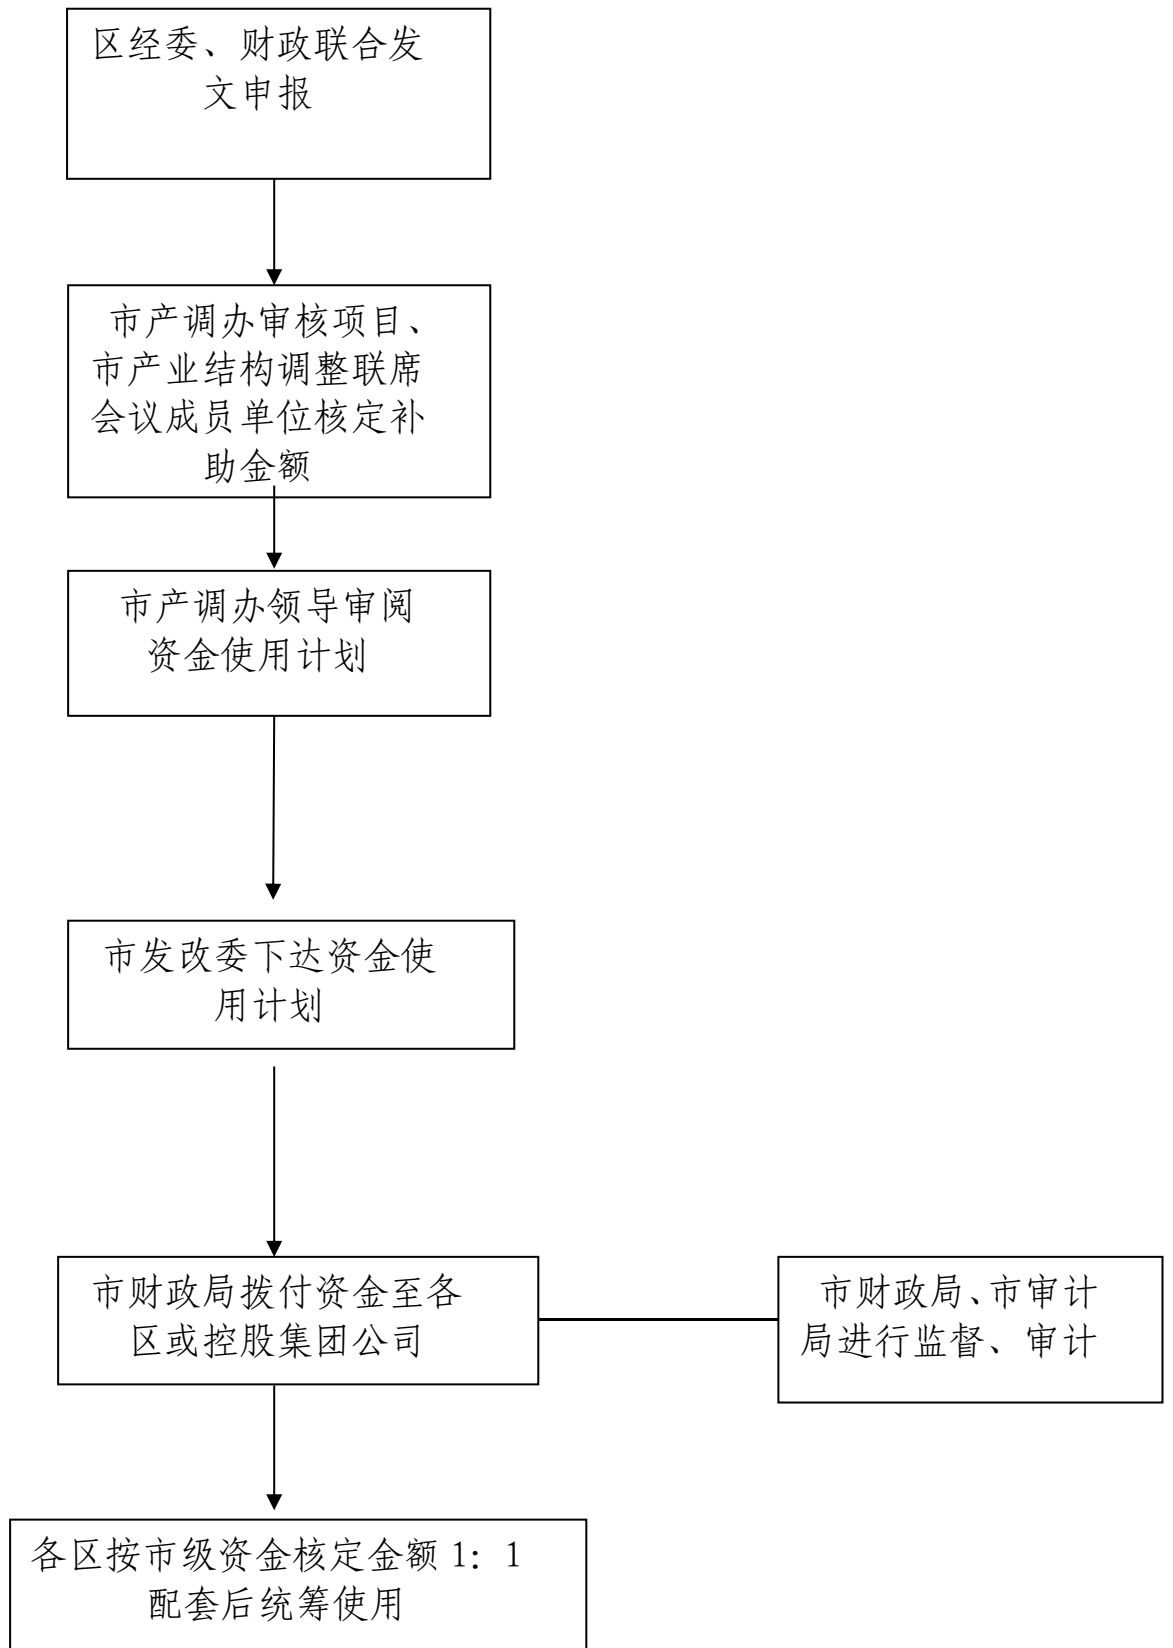 区经委、财政联合发
文申报
市产调办审核项目、
市产业结构调整联席
会议成员单位核定补
助金额
市产调办领导审阅
资金使用计划
市发改委下达资金使
用计划
市财政局拨付资金至各
区或控股集团公司
市财政局、市审计
局进行监督、审计
各区按市级资金核定金额 1: 1
配套后统筹使用